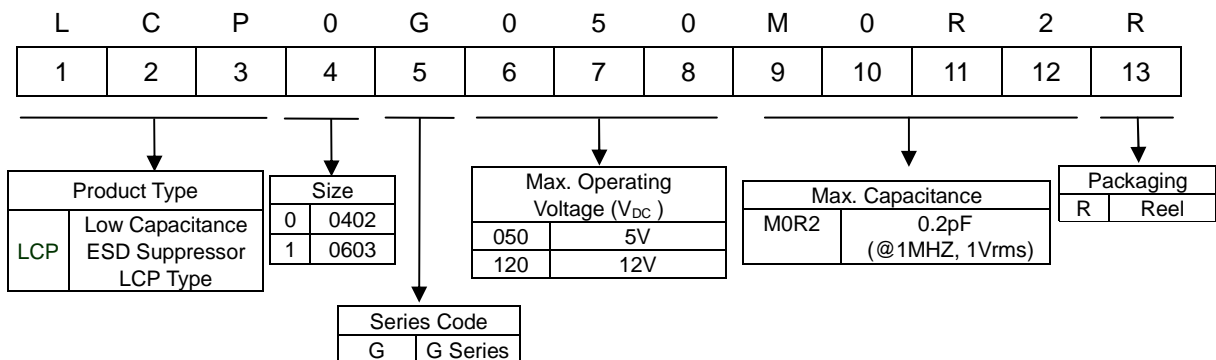 L C P 0 G 0 5 0 M 0 R 2 R
1 2 3 4 5 6 7 8 9 10 11 12 13
Product Type
LCP
Low Capacitance
ESD Suppressor
LCP Type
Size
0 0402
1 0603
Series Code
G G Series
Max. Operating
Voltage (VDC )
050 5V
120 12V
Max. Capacitance
M0R2 0.2pF
(@1MHZ, 1Vrms)
Packaging
R Reel